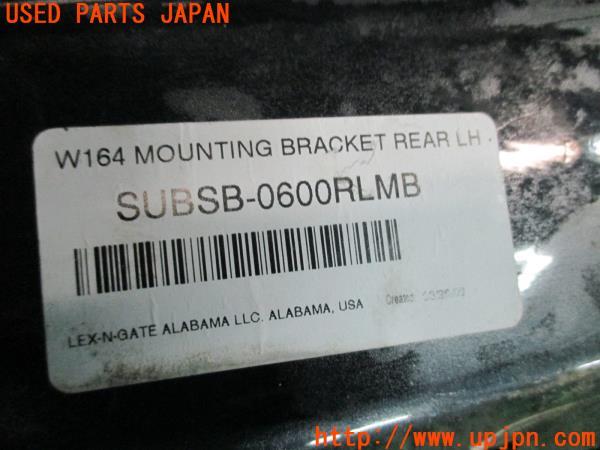 USED PARTS JAPAN
W164 MOUNTING BRACKET REAR LH
SUBSB-0600RLMB
LEX-N-GATE ALABAMA LLC. ALABAMA, USA
Created:
http://www.upjpn.com/